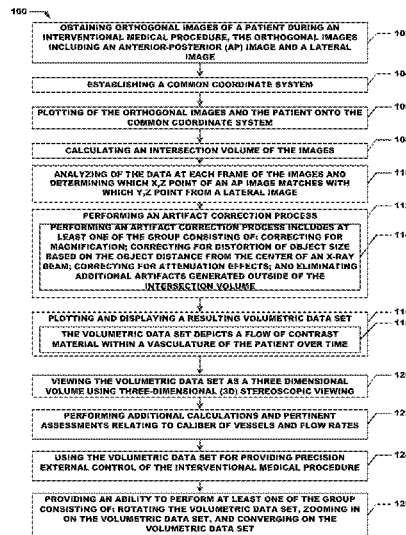 100
OBTAINING ORTHOGONAL IMAGES OF A PATIENT DURING AN
INTERVENTIONAL MEDICAL PROCEDURE, THE ORTHOGONAL IMAGES
INCLUDING AN ANTERIOR-POSTERIOR (AP) IMAGE AND A LATERAL
IMAGE
ESTABLISHING A COMMON COORDINATE SYSTEM
PLOTTING OF THE ORTHOGONAL IMAGES AND THE PATIENT ONTO THE
COMMON COORDINATE SYSTEM
CALCULATING AN INTERSECTION VOLUME OF THE IMAGES
ANALYZING OF THE DATA AT EACH FRAME OF THE IMAGES AND
DETERMINING WHICH X,Z POINT OF AN AP IMAGE MATCHES WITH
WHICH Y,Z POINT FROM A LATERAL IMAGE
PERFORMING AN ARTIFACT CORRECTION PROCESS
PERFORMING AN ARTIFACT CORRECTION PROCESS INCLUDES AT
LEAST ONE OF THE GROUP CONSISTING OF: CORRECTING FOR
MAGNIFICATION; CORRECTING FOR DISTORTION OF OBJECT SIZE
BASED ON THE OBJECT DISTANCE FROM THE CENTER OF AN X-RAY
BEAM; CORRECTING FOR ATTENUATION EFFECTS; AND ELIMINATING
ADDITIONAL ARTIFACTS GENERATED OUTSIDE OF THE
INTERSECTION VOLUME
PLOTTING AND DISPLAYING A RESULTING VOLUMETRIC DATA SET
THE VOLUMETRIC DATA SET DEPICTS A FLOW OF CONTRAST
MATERIAL WITHIN A VASCULATURE OF THE PATIENT OVER TIME
VIEWING THE VOLUMETRIC DATA SET AS A THREE DIMENSIONAL
VOLUME USING THREE-DIMENSIONAL (3D) STEREOSCOPIC VIEWING
PERFORMING ADDITIONAL CALCULATIONS AND PERTINENT
ASSESSMENTS RELATING TO CALIBER OF VESSELS AND FLOW RATES
USING THE VOLUMETRIC DATA SET FOR PROVIDING PRECISION
EXTERNAL CONTROL OF THE INTERVENTIONAL MEDICAL PROCEDURE
PROVIDING AN ABILITY TO PERFORM AT LEAST ONE OF THE GROUP
CONSISTING OF: ROTATING THE VOLUMETRIC DATA SET, ZOOMING IN
ON THE VOLUMETRIC DATA SET, AND CONVERGING ON THE
VOLUMETRIC DATA SET